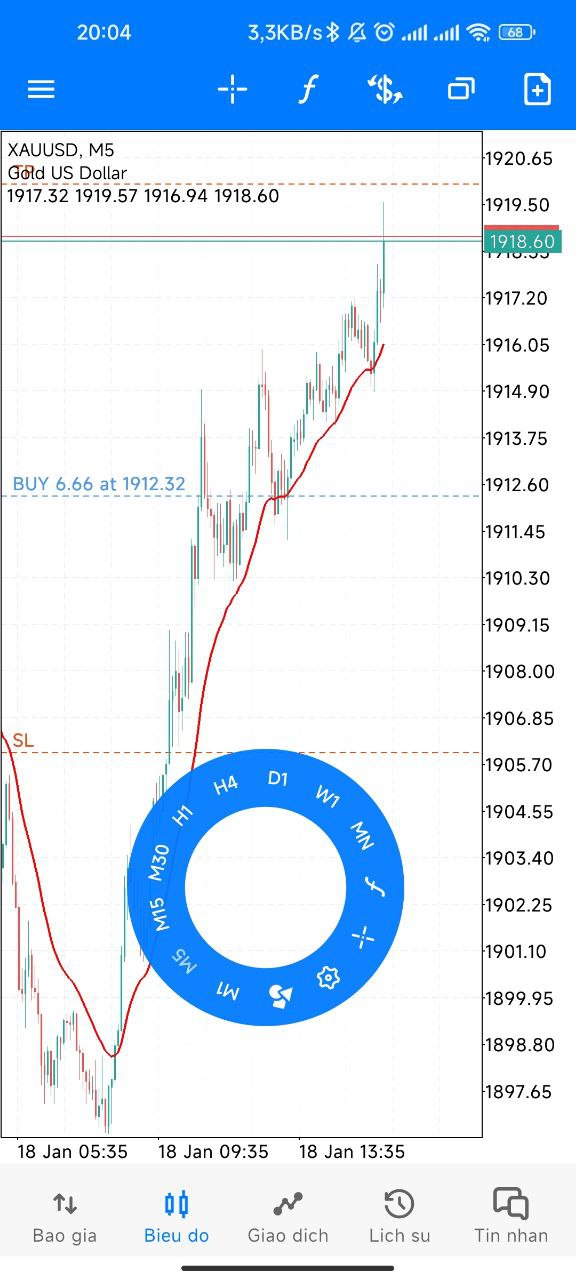 20:04 3,3KB/s 68
XAUUSD, M5
TP
Gold US Dollar
1917.32 1919.57 1916.94 1918.60
1920.65
1919.50
1918.60
1918.35
1917.20
1916.05
1914.90
1913.75
BUY 6.66 at 1912.32
1912.60
1911.45
1910.30
1909.15
1908.00
1906.85
SL
1905.70
1904.55
1903.40
1902.25
1901.10
1899.95
1898.80
1897.65
M1
M5
M15
M30
H1
H4
D1
W1
MN
18 Jan 05:35 18 Jan 09:35 18 Jan 13:35
Bao gia Bieu do Giao dich Lich su Tin nhan